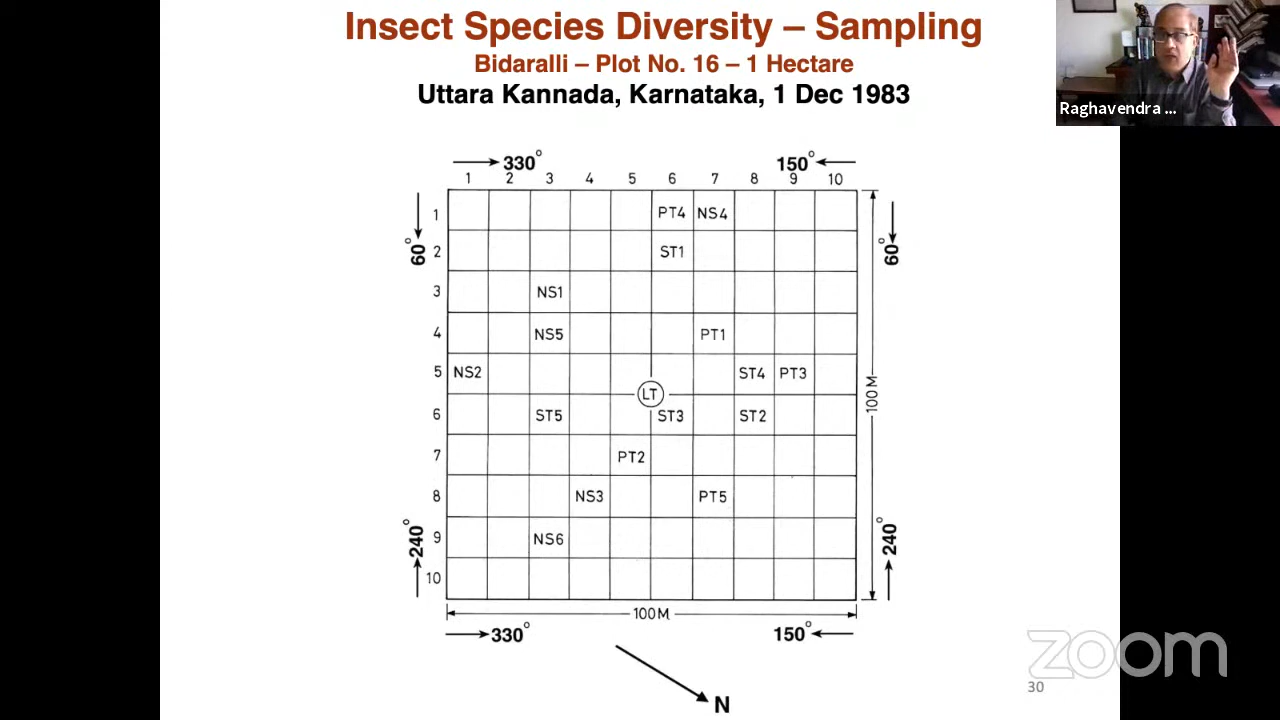 Insect Species Diversity – Sampling
Bidaralli – Plot No. 16 – 1 Hectare
Uttara Kannada, Karnataka, 1 Dec 1983
Raghavendra ...
330° 150°
1 2 3 4 5 6 7 8 9 10
1 PT4 NS4
60° 2 ST1 60°
3 NS1
4 NS5 PT1
5 NS2 ST4 PT3
LT 100M
6 ST5 ST3 ST2
7 PT2
8 NS3 PT5
240° 9 NS6 240°
10
100M
330° 150°
N
zoom
30